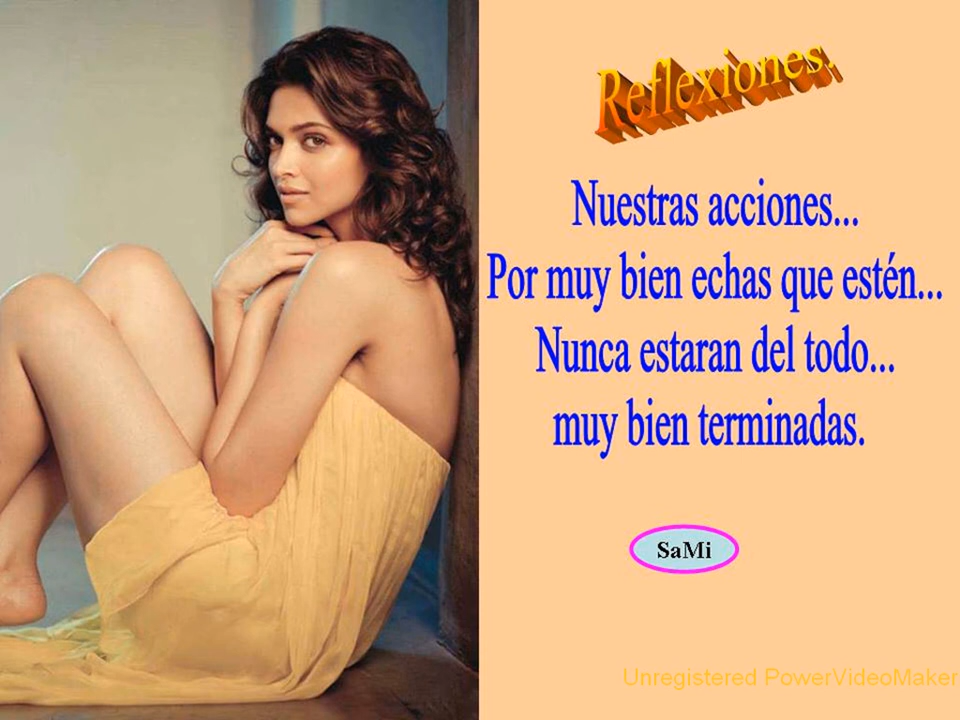 Reflexiones.
Nuestras acciones...
Por muy bien echas que estén...
Nunca estaran del todo...
muy bien terminadas.
SaMi
Unregistered PowerVideoMaker